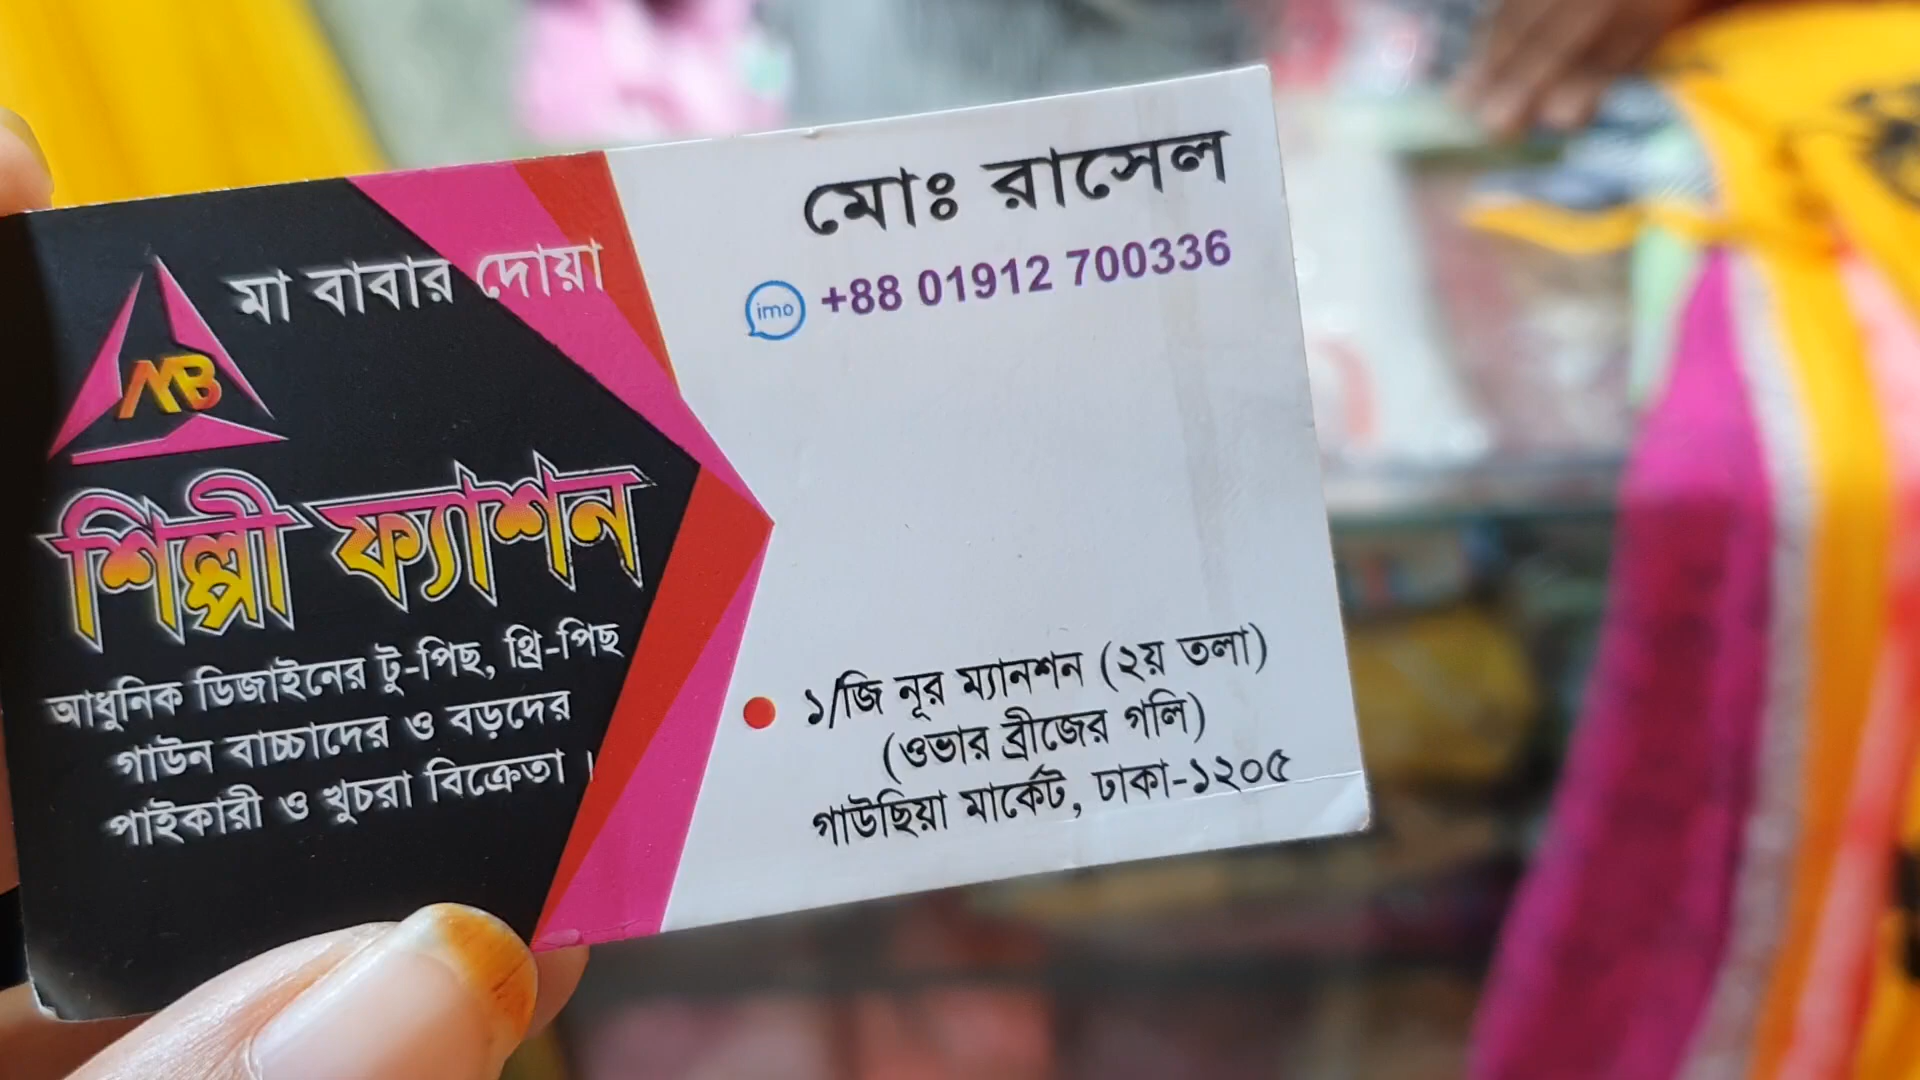 মা বাবার দোয়া
NB
শিল্পী ফ্যাশন
আধুনিক ডিজাইনের টু-পিছ, থ্রি-পিছ
গাউন বাচ্চাদের ও বড়দের
পাইকারী ও খুচরা বিক্রেতা।
মোঃ রাসেল
imo +88 01912 700336
১/জি নূর ম্যানশন (২য় তলা)
(ওভার ব্রীজের গলি)
গাউছিয়া মার্কেট, ঢাকা-১২০৫